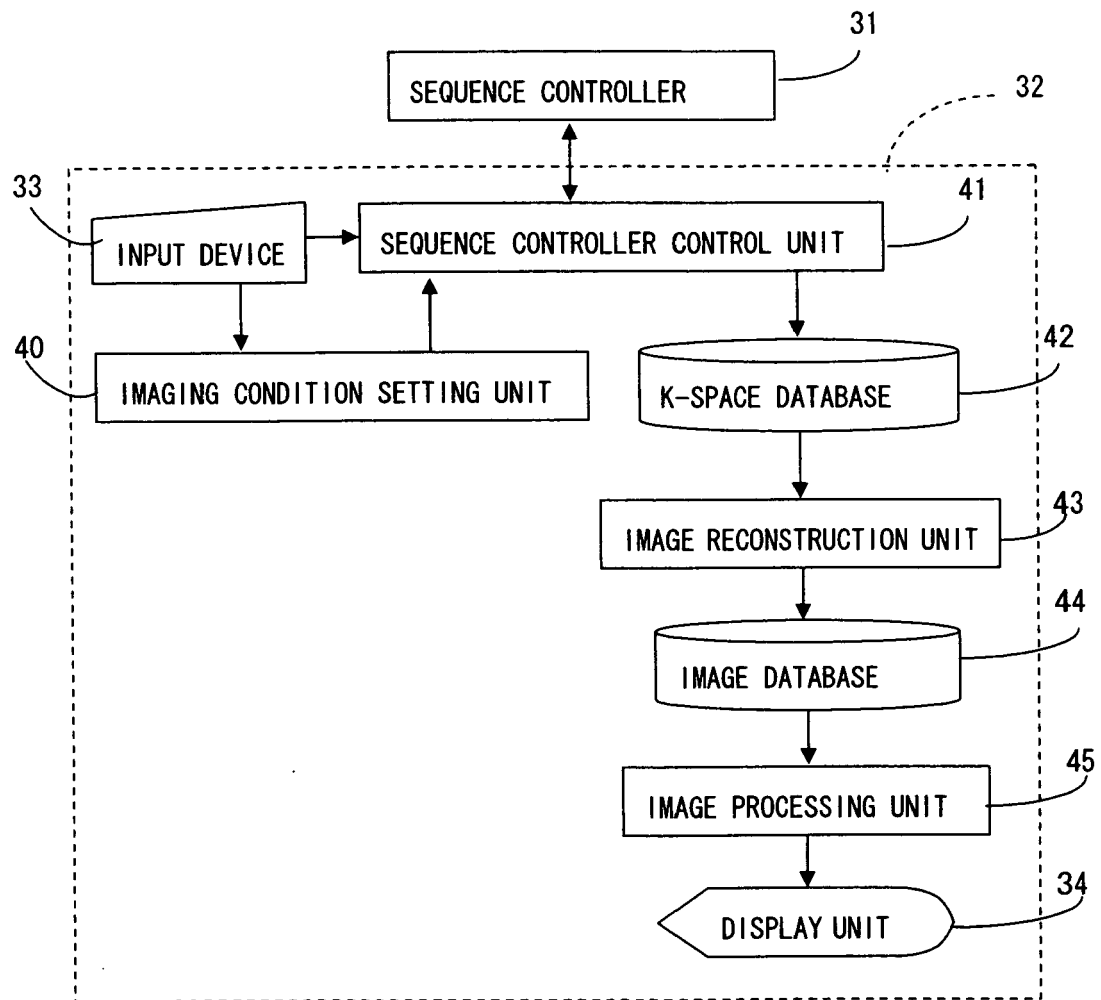 31
SEQUENCE CONTROLLER
32
33
41
INPUT DEVICE
SEQUENCE CONTROLLER CONTROL UNIT
40
42
IMAGING CONDITION SETTING UNIT
K-SPACE DATABASE
43
IMAGE RECONSTRUCTION UNIT
44
IMAGE DATABASE
45
IMAGE PROCESSING UNIT
34
DISPLAY UNIT